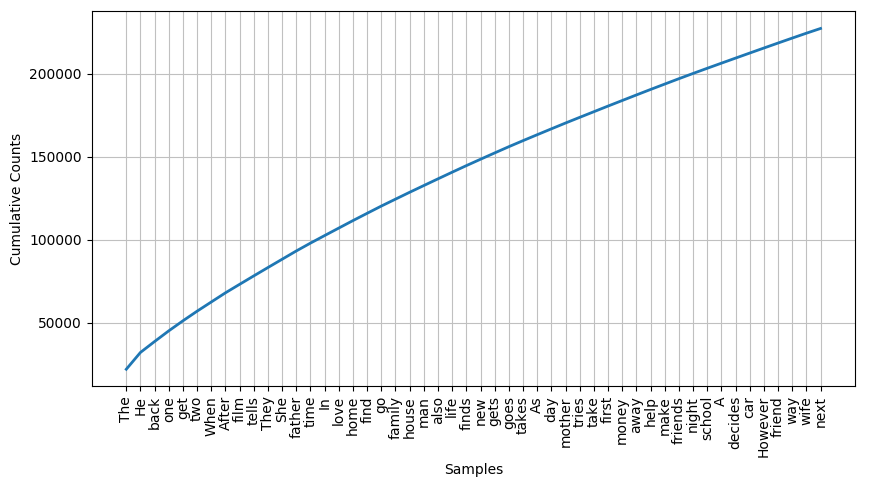 200000
150000
100000
50000
Cumulative Counts
The
He
back
one
get
two
When
After
film
tells
They
She
father
time
In
love
home
find
go
family
house
man
also
life
finds
new
gets
goes
takes
As
day
mother
tries
take
first
money
away
help
make
friends
night
school
A
decides
car
However
friend
way
wife
next
Samples